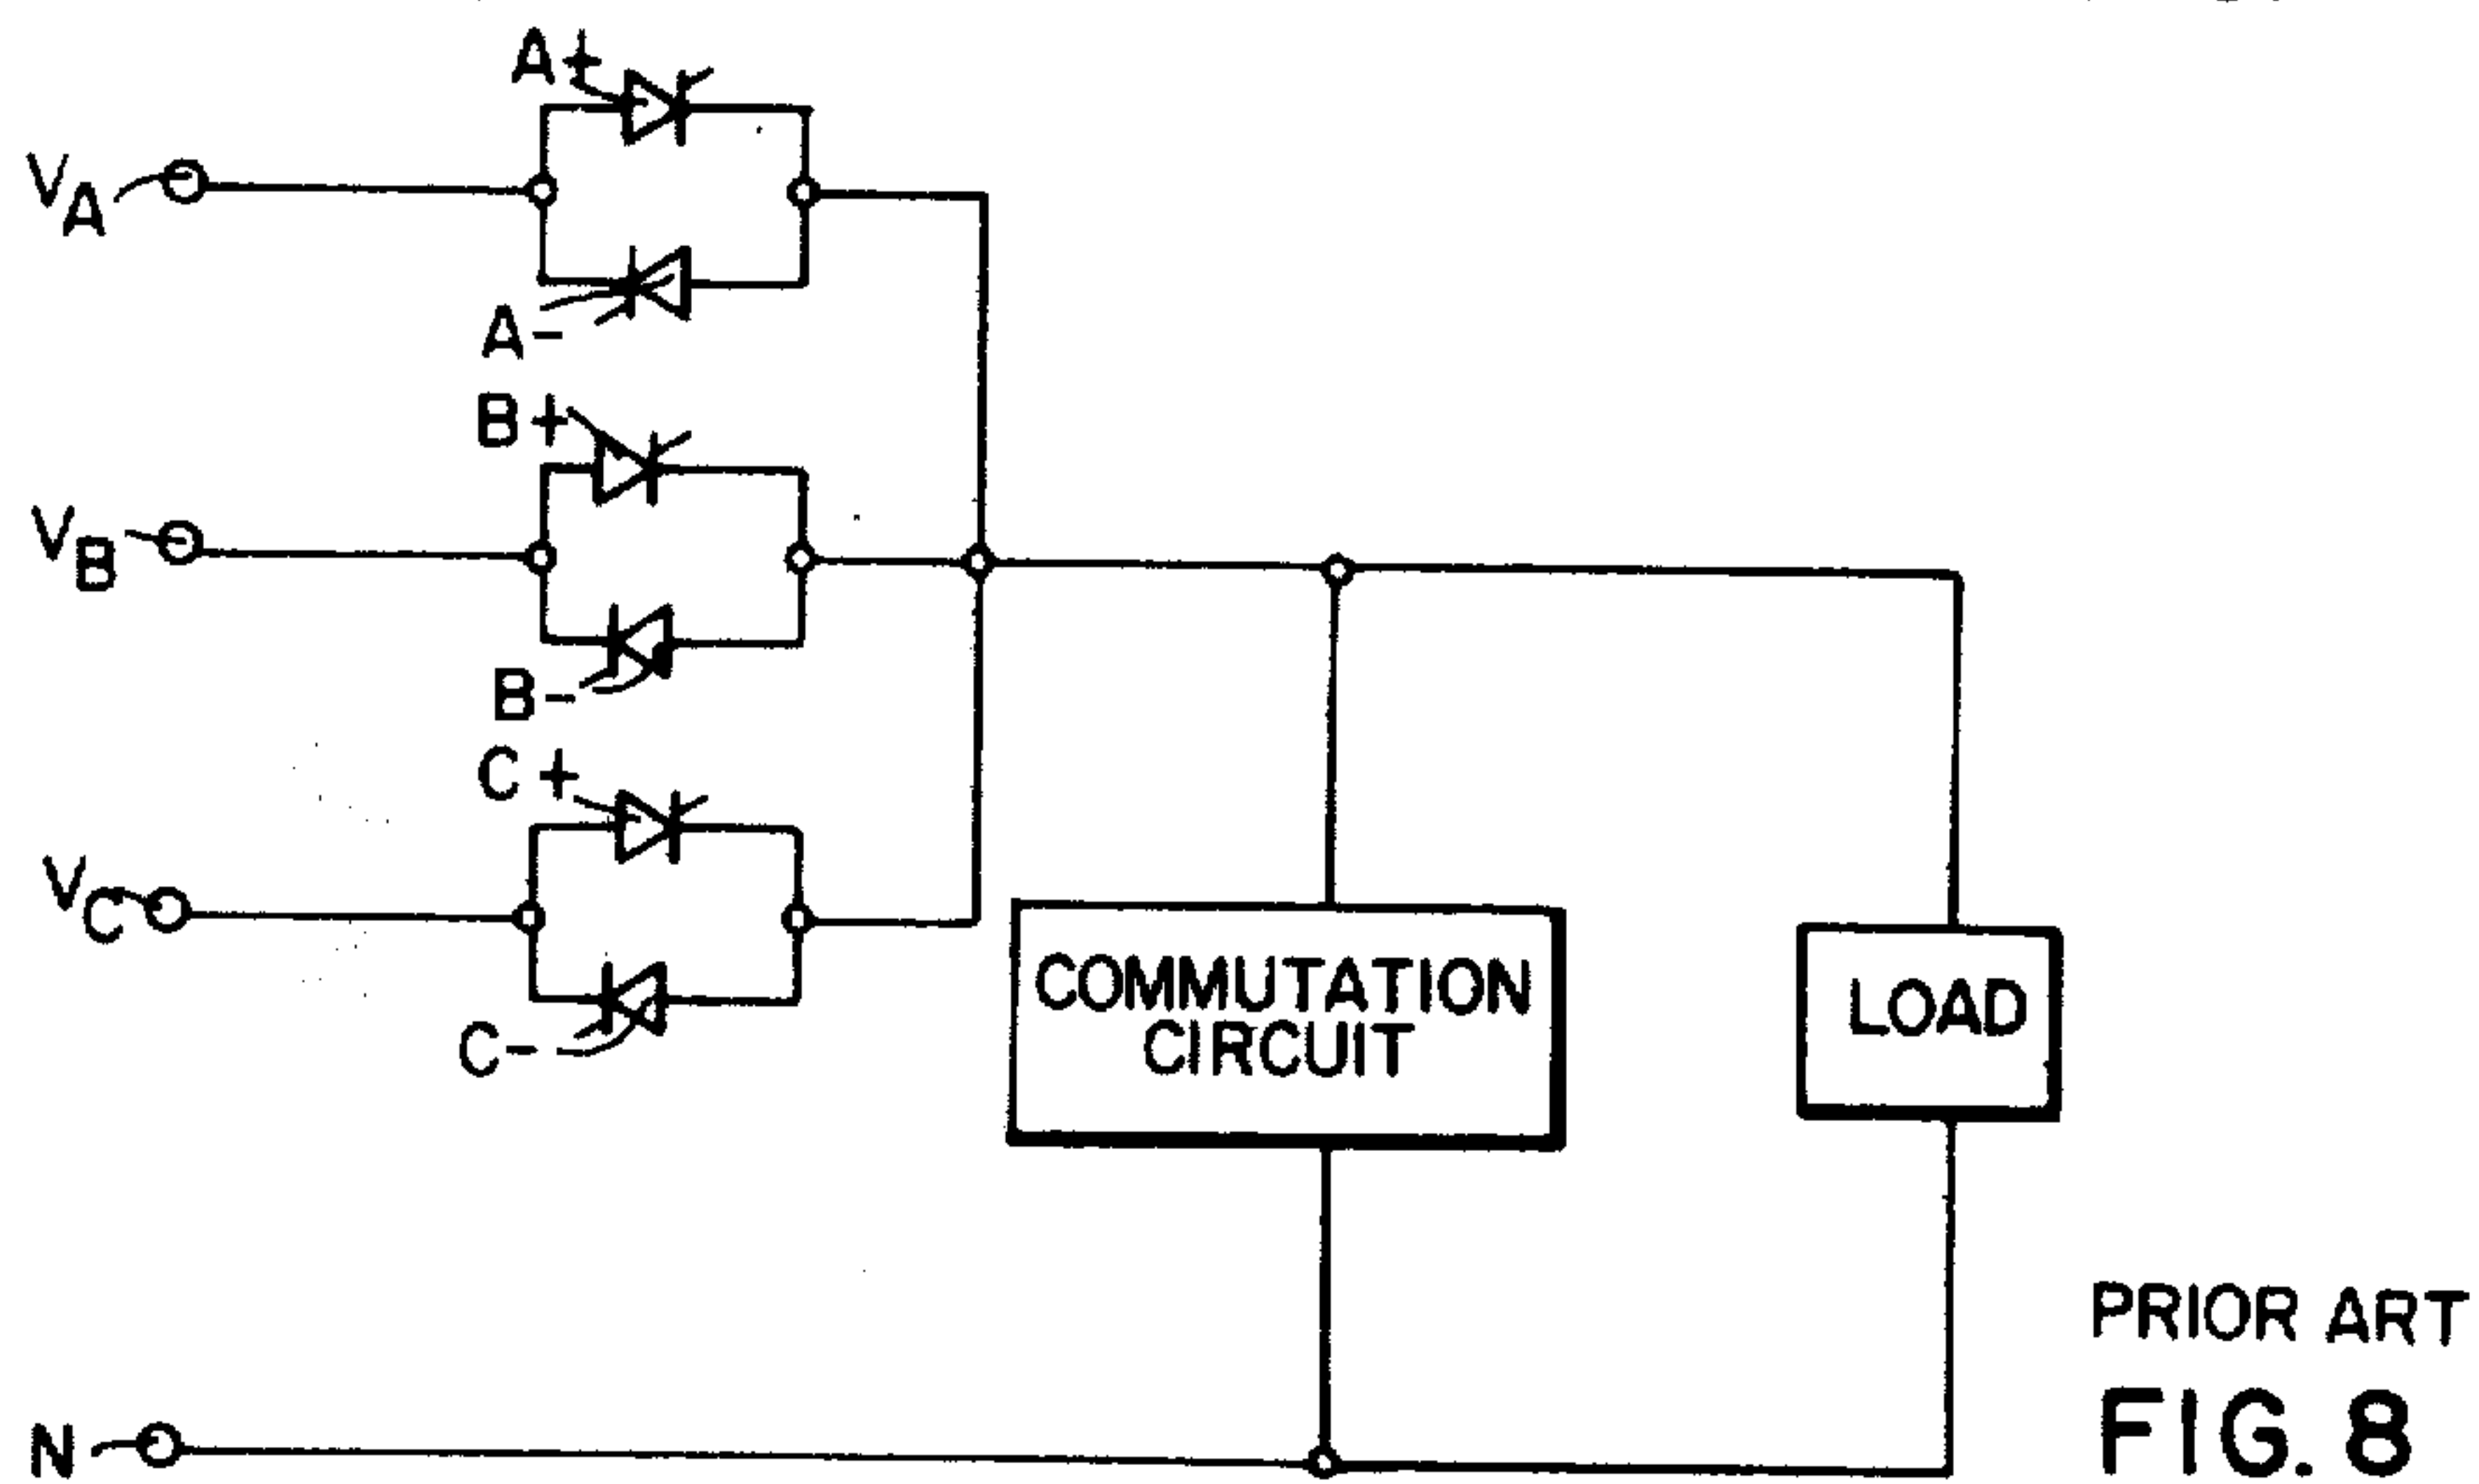 A+
VA
A-
B+
VB
B-
C+
VC
C-
COMMUTATION
CIRCUIT
LOAD
N
PRIOR ART
FIG. 8